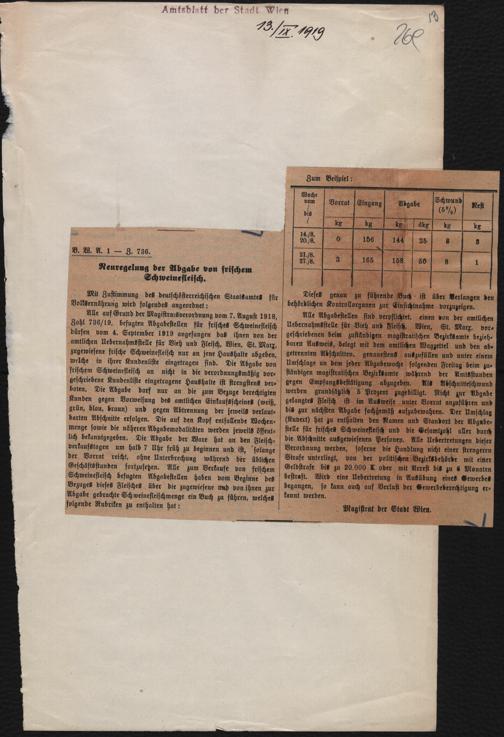 Amtsblatt der Stadt Wien
13./IX. 1919
B. W. A. 1 — Z. 736.
Neuregelung der Abgabe von frischem
Schweinefleisch.
Mit Zustimmung des deutschösterreichischen Staatsamtes für
Volksernährung wird folgendes angeordnet:
Alle auf Grund der Magistratsverordnung vom 7. August 1918,
Zahl 736/19, befugten Abgabestellen für frisches Schweinefleisch
dürfen vom 4. September 1919 angefangen das ihnen von der
amtlichen Uebernahmsstelle für Vieh und Fleisch, Wien, St. Marx,
zugewiesene frische Schweinefleisch nur an jene Haushalte abgeben,
welche in ihrer Kundenliste eingetragen sind. Die Abgabe von
frischem Schweinefleisch an nicht in die verordnungsmäßig vor-
geschriebene Kundenliste eingetragene Haushalte ist strengstens ver-
boten. Die Abgabe darf nur an die zum Bezuge berechtigten
Kunden gegen Vorweisung des amtlichen Einkaufscheines (weiß,
grün, blau, braun) und gegen Abtrennung der jeweils verlaut-
barten Abschnitte erfolgen. Die auf den Kopf entfallende Wochen-
menge sowie die näheren Abgabemodalitäten werden jeweils öffent-
lich bekanntgegeben. Die Abgabe der Ware hat an den Fleisch-
verkaufstagen um halb 7 Uhr früh zu beginnen und ist, solange
der Vorrat reicht, ohne Unterbrechung während der üblichen
Geschäftsstunden fortzusetzen. Alle zum Verkaufe von frischem
Schweinefleisch befugten Abgabestellen haben vom Beginne des
Bezuges dieses Fleisches über die zugewiesene und von ihnen zur
Abgabe gebrachte Schweinefleischmenge ein Buch zu führen, welches
folgende Rubriken zu enthalten hat:
Zum Beispiel:
Woche vom / bis / Vorrat Eingang Abgabe Schwund (5%) Rest
kg kg kg dkg kg kg
14./8. 20./8. 0 156 144 25 8 3
21./8. 27./8. 3 165 158 50 8 1
Dieses genau zu führende Buch ist über Verlangen den
behördlichen Kontrollorganen zur Einsichtnahme vorzuzeigen.
Alle Abgabestellen sind verpflichtet, einen von der amtlichen
Uebernahmsstelle für Vieh und Fleisch, Wien, St. Marx, vor-
geschriebenen beim zuständigen magistratischen Bezirksamte bezieh-
baren Ausweis, belegt mit dem amtlichen Wagzettel und den ab-
getrennten Abschnitten, genauestens auszufüllen und unter einem
Umschlage an dem jeder Abgabewoche folgenden Freitag beim zu-
ständigen magistratischen Bezirksamte während der Amtsstunden
gegen Empfangsbestätigung abzugeben. Als Abschnittschwund
werden grundsätzlich 5 Prozent zugebilligt. Nicht zur Abgabe
gelangtes Fleisch ist im Ausweise unter Vorrat anzuführen und
bis zur nächsten Abgabe sachgemäß aufzubewahren. Der Umschlag
(Kuvert) hat zu enthalten den Namen und Standort der Abgabe-
stelle für frisches Schweinefleisch und die Gesamtzahl aller durch
die Abschnitte ausgewiesenen Personen. Alle Uebertretungen dieser
Verordnung werden, soferne die Handlung nicht einer strengeren
Strafe unterliegt, von der politischen Bezirksbehörde mit einer
Geldstrafe bis zu 20.000 K oder mit Arrest bis zu 6 Monaten
bestraft. Wird eine Uebertretung in Ausübung eines Gewerbes
begangen, so kann auch auf Verlust der Gewerbeberechtigung er-
kannt werden.
Magistrat der Stadt Wien.